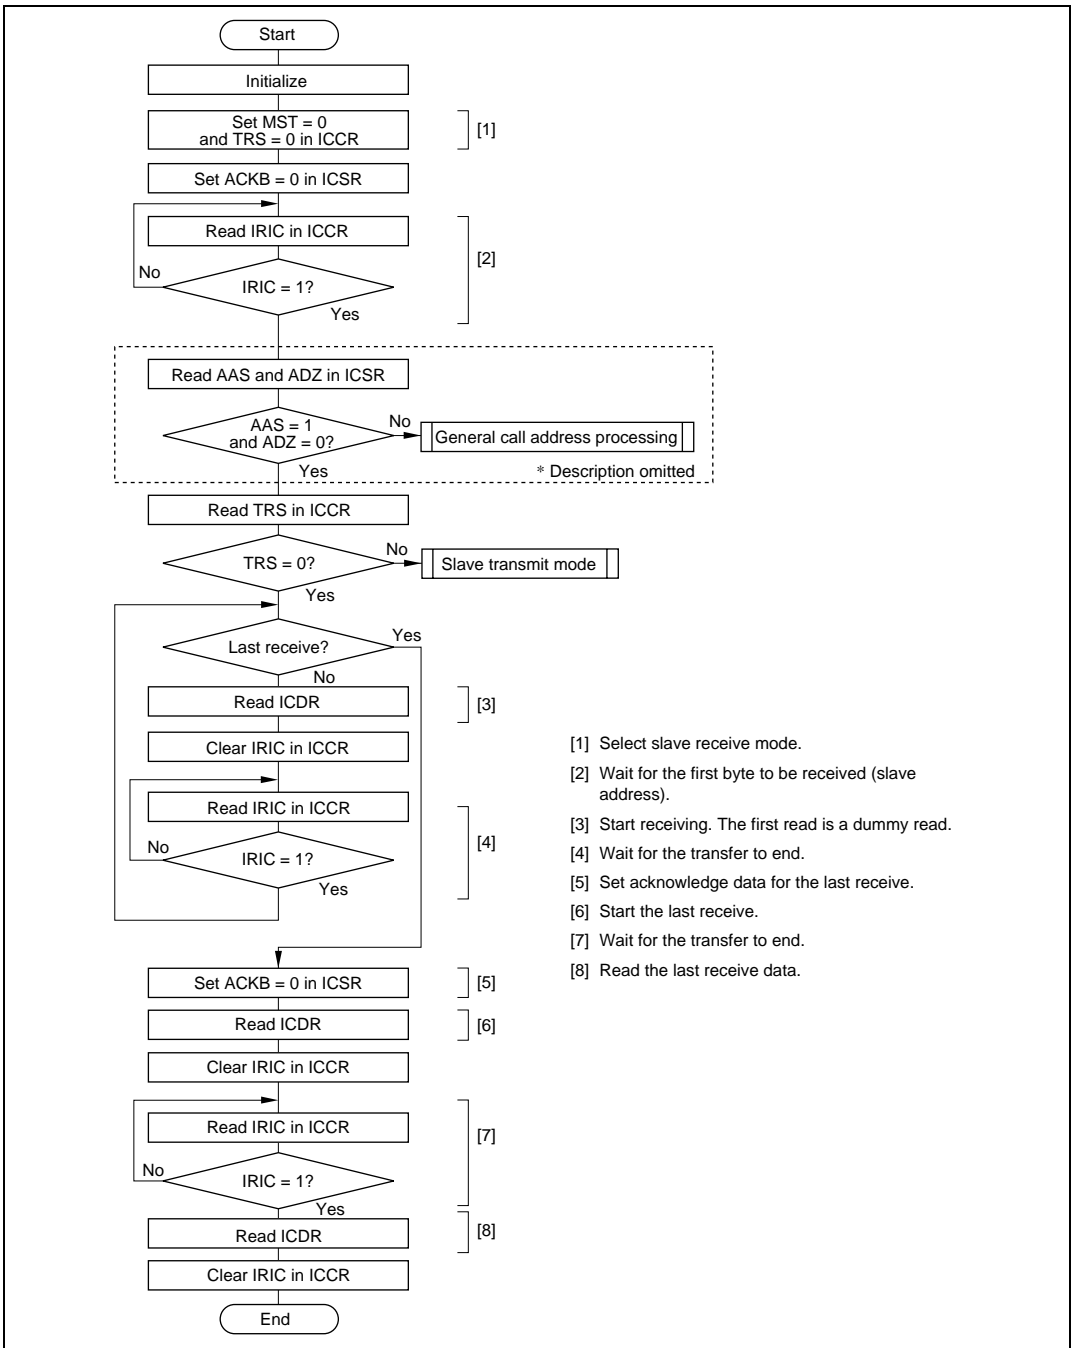 Start
Initialize
Set MST = 0
and TRS = 0 in ICCR
[1]
Set ACKB = 0 in ICSR
Read IRIC in ICCR
[2]
No
IRIC = 1?
Yes
Read AAS and ADZ in ICSR
AAS = 1
and ADZ = 0?
No
General call address processing
Yes
* Description omitted
Read TRS in ICCR
TRS = 0?
No
Slave transmit mode
Yes
Last receive?
Yes
No
Read ICDR
[3]
Clear IRIC in ICCR
Read IRIC in ICCR
[4]
No
IRIC = 1?
Yes
[1] Select slave receive mode.
[2] Wait for the first byte to be received (slave
address).
[3] Start receiving. The first read is a dummy read.
[4] Wait for the transfer to end.
[5] Set acknowledge data for the last receive.
[6] Start the last receive.
[7] Wait for the transfer to end.
[8] Read the last receive data.
Set ACKB = 0 in ICSR
[5]
Read ICDR
[6]
Clear IRIC in ICCR
Read IRIC in ICCR
[7]
No
IRIC = 1?
Yes
Read ICDR
[8]
Clear IRIC in ICCR
End